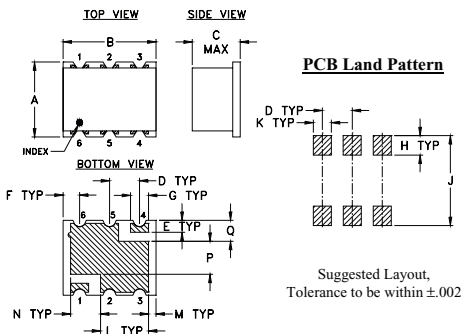 TOP VIEW
SIDE VIEW
B
C
MAX
1 2 3
A
INDEX
6 5 4
PCB Land Pattern
D TYP
K TYP
H TYP
J
Suggested Layout,
Tolerance to be within ±.002
BOTTOM VIEW
F TYP
D TYP
G TYP
E TYP
6 5 4
Q
P
1 2 3
N TYP
M TYP
L TYP